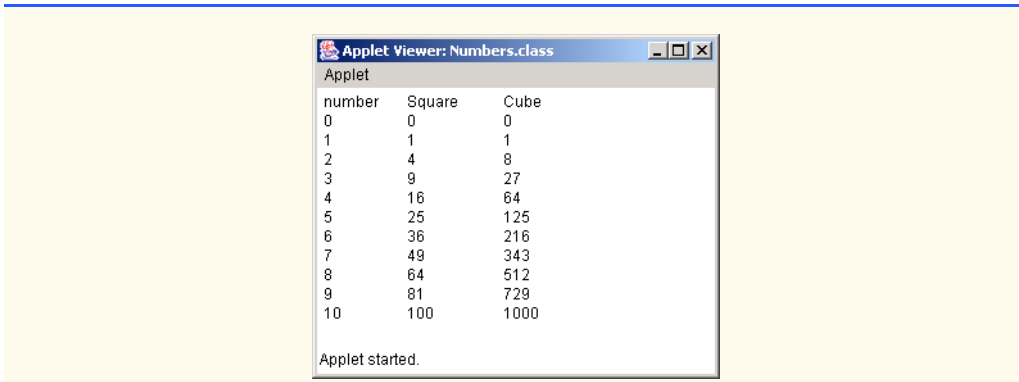 Applet Viewer: Numbers.class
Applet
number Square Cube
0 0 0
1 1 1
2 4 8
3 9 27
4 16 64
5 25 125
6 36 216
7 49 343
8 64 512
9 81 729
10 100 1000
Applet started.